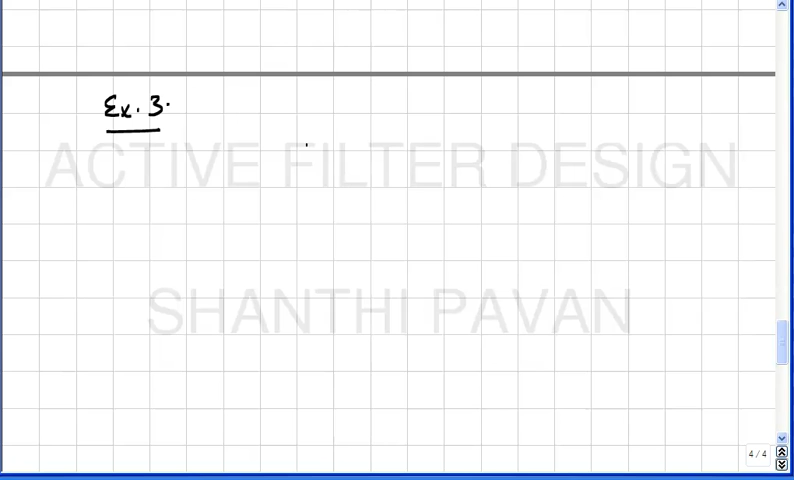 Ex. 3.
ACTIVE FILTER DESIGN
SHANTHI PAVAN
4 / 4